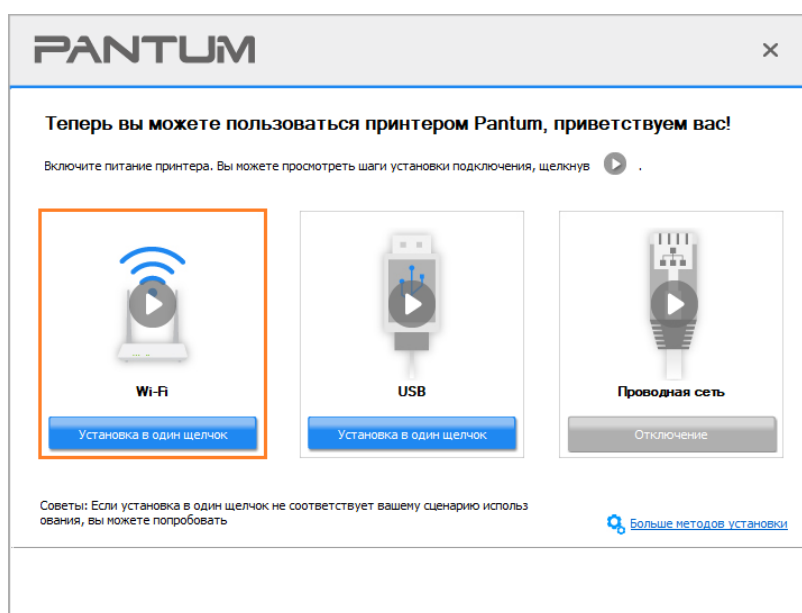 PANTUM
Теперь вы можете пользоваться принтером Pantum, приветствуем вас!
Включите питание принтера. Вы можете просмотреть шаги установки подключения, щелкнув .
Wi-Fi
USB
Проводная сеть
Установка в один щелчок
Установка в один щелчок
Отключение
Советы: Если установка в один щелчок не соответствует вашему сценарию использ
ования, вы можете попробовать
Больше методов установки